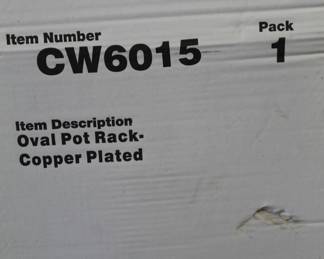 Item Number Pack
CW6015 1
Item Description
Oval Pot Rack-
Copper Plated